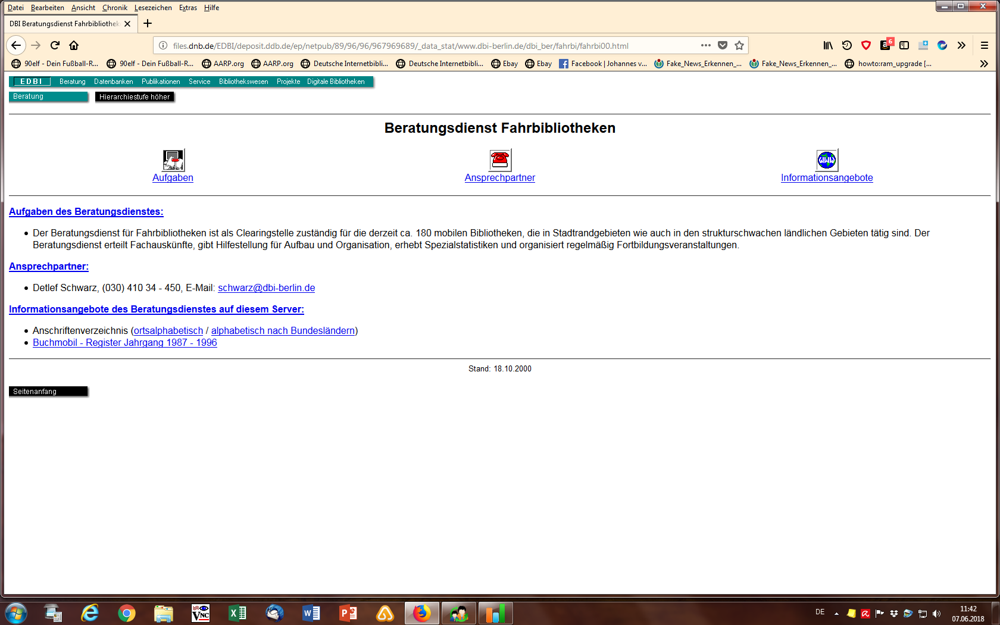 Datei Bearbeiten Ansicht Chronik Lesezeichen Extras Hilfe
DBI Beratungsdienst Fahrbibliothek
files.dnb.de/EDBI/deposit.ddb.de/ep/netpub/89/96/96/967969689/_data_stat/www.dbi-berlin.de/dbi_ber/fahrbi/fahrbi00.html
6
90elf - Dein Fußball-R... 90elf - Dein Fußball-R... AARP.org AARP.org Deutsche Internetbibli... Deutsche Internetbibli... Ebay Ebay Facebook | Johannes v... Fake_News_Erkennen_... Fake_News_Erkennen_... howto:ram_upgrade [...
EDBI Beratung Datenbanken Publikationen Service Bibliothekswesen Projekte Digitale Bibliotheken
Beratung Hierarchiestufe höher
Beratungsdienst Fahrbibliotheken
Aufgaben Ansprechpartner Informationsangebote
Aufgaben des Beratungsdienstes:
Der Beratungsdienst für Fahrbibliotheken ist als Clearingstelle zuständig für die derzeit ca. 180 mobilen Bibliotheken, die in Stadtrandgebieten wie auch in den strukturschwachen ländlichen Gebieten tätig sind. Der
Beratungsdienst erteilt Fachauskünfte, gibt Hilfestellung für Aufbau und Organisation, erhebt Spezialstatistiken und organisiert regelmäßig Fortbildungsveranstaltungen.
Ansprechpartner:
Detlef Schwarz, (030) 410 34 - 450, E-Mail: schwarz@dbi-berlin.de
Informationsangebote des Beratungsdienstes auf diesem Server:
Anschriftenverzeichnis (ortsalphabetisch / alphabetisch nach Bundesländern)
Buchmobil - Register Jahrgang 1987 - 1996
Stand: 18.10.2000
Seitenanfang
DE 11:42
07.06.2018